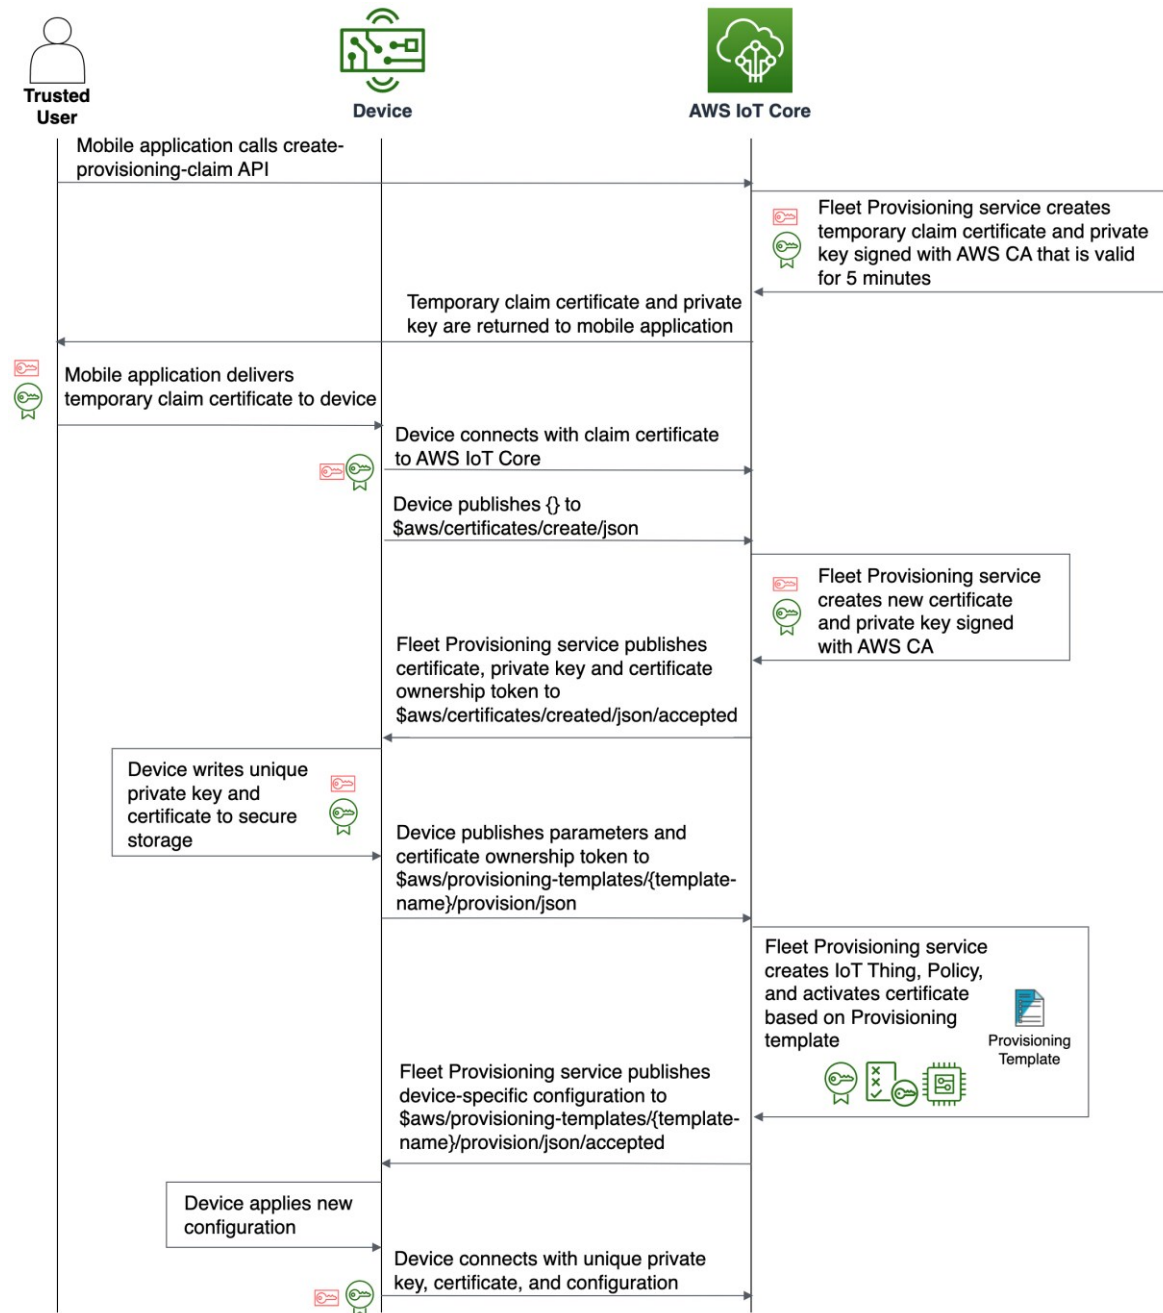 Trusted
User
Device
AWS IoT Core
Mobile application calls create-
provisioning-claim API
Fleet Provisioning service creates
temporary claim certificate and private
key signed with AWS CA that is valid
for 5 minutes
Temporary claim certificate and private
key are returned to mobile application
Mobile application delivers
temporary claim certificate to device
Device connects with claim certificate
to AWS IoT Core
Device publishes {} to
$aws/certificates/create/json
Fleet Provisioning service
creates new certificate
and private key signed
with AWS CA
Fleet Provisioning service publishes
certificate, private key and certificate
ownership token to
$aws/certificates/created/json/accepted
Device writes unique
private key and
certificate to secure
storage
Device publishes parameters and
certificate ownership token to
$aws/provisioning-templates/{template-
name}/provision/json
Fleet Provisioning service
creates IoT Thing, Policy,
and activates certificate
based on Provisioning
template
Provisioning
Template
Fleet Provisioning service publishes
device-specific configuration to
$aws/provisioning-templates/{template-
name}/provision/json/accepted
Device applies new
configuration
Device connects with unique private
key, certificate, and configuration